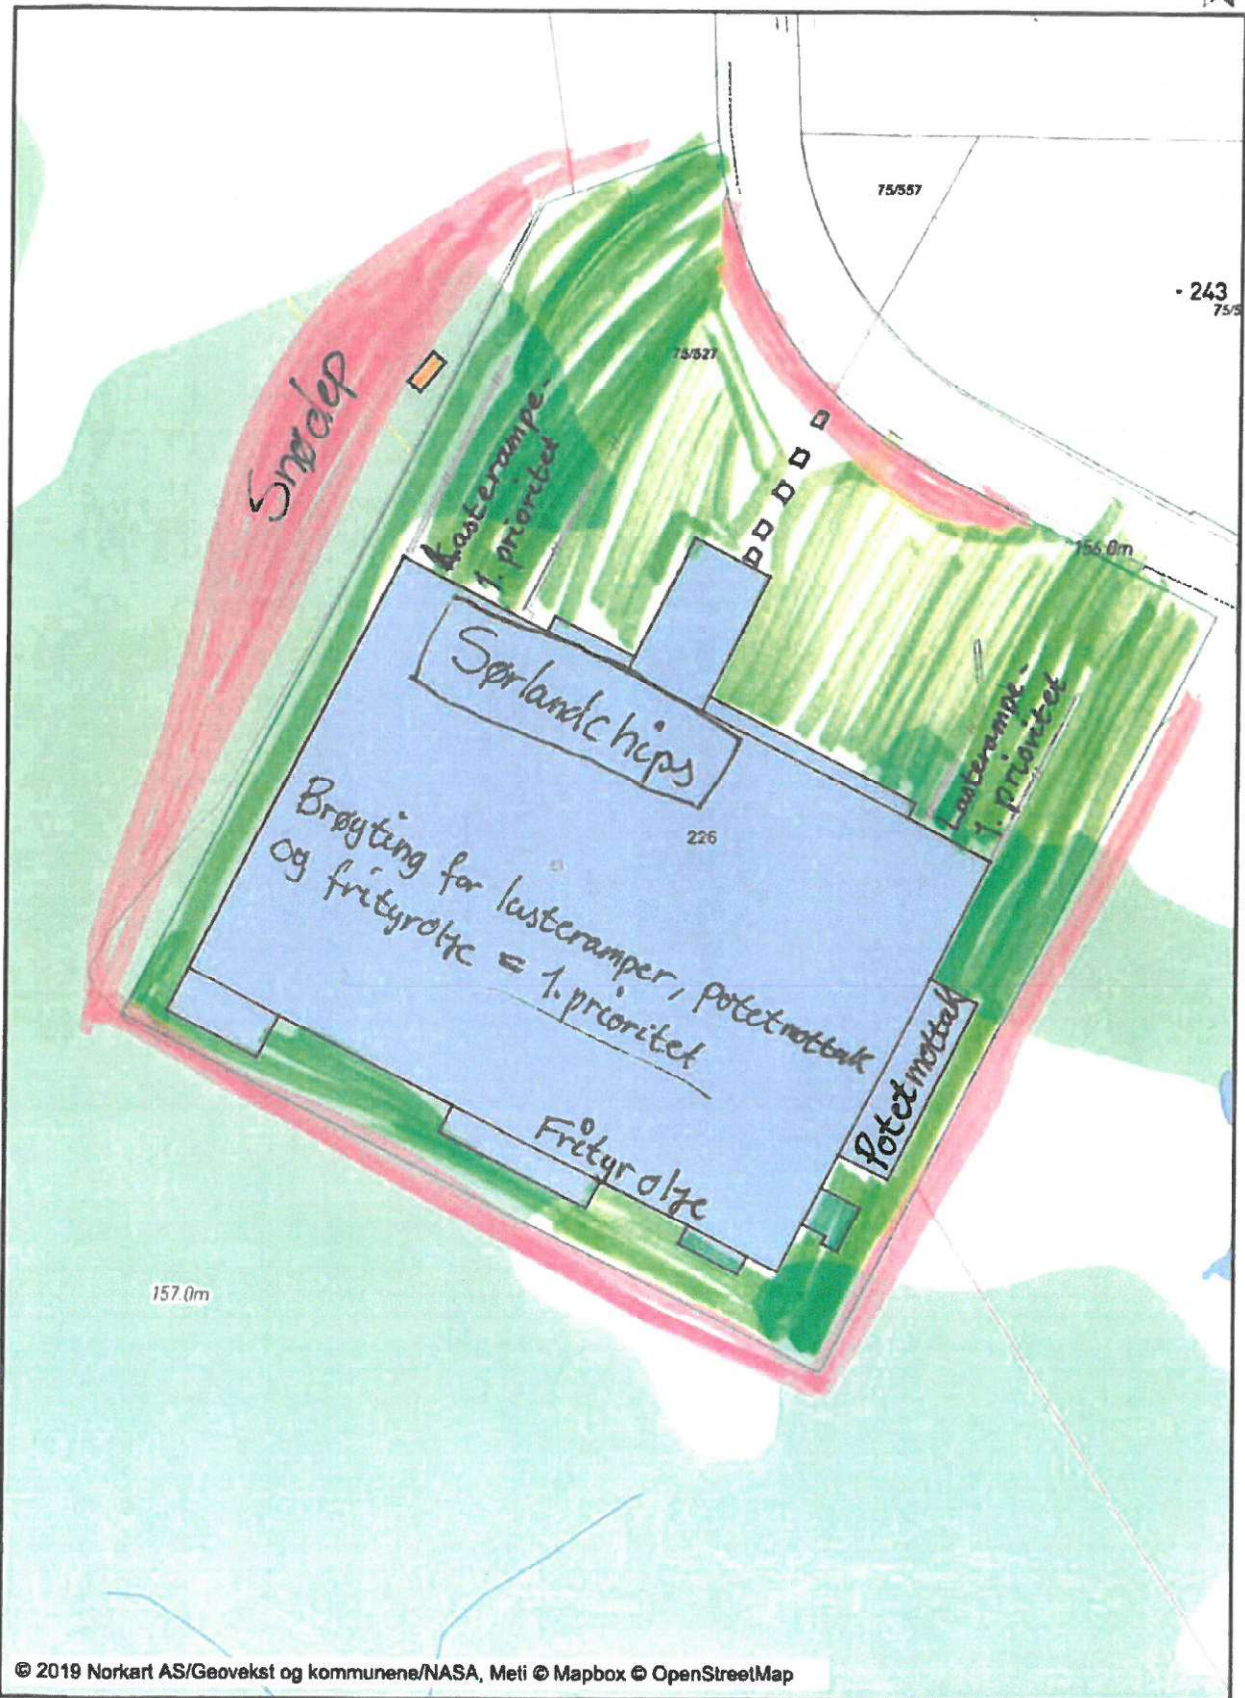 75/557
- 243
75/5
75/527
Snødep
Lasterampe-
1. prioritet
156.0m
Sørlandchips
Lasterampe-
1. prioritet
226
Brøyting for lasteramper, potetmottak
og frityrolje = 1. prioritet
Potetmottak
Frityrolje
157.0m
© 2019 Norkart AS/Geovekst og kommunene/NASA, Meti © Mapbox © OpenStreetMap